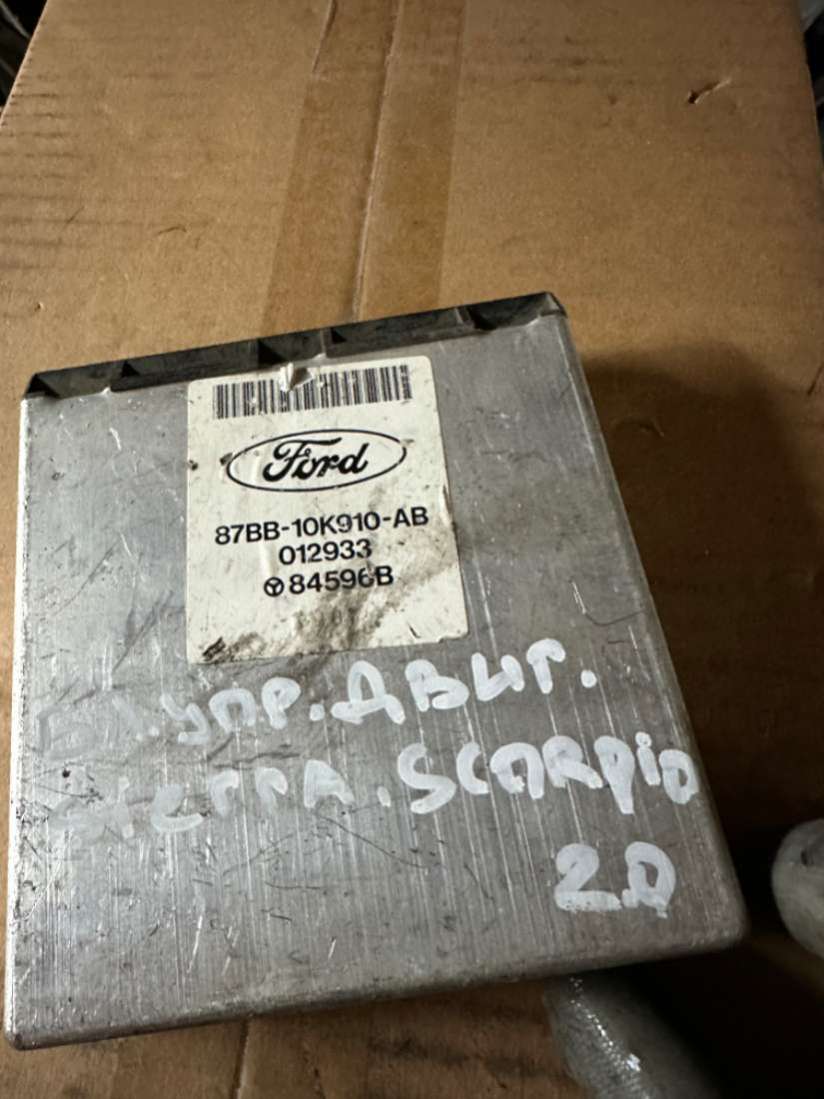 Ford
87BB-10K910-AB
012933
84596B
Бл.упр.двиг.
sierra.scorpio
2.0